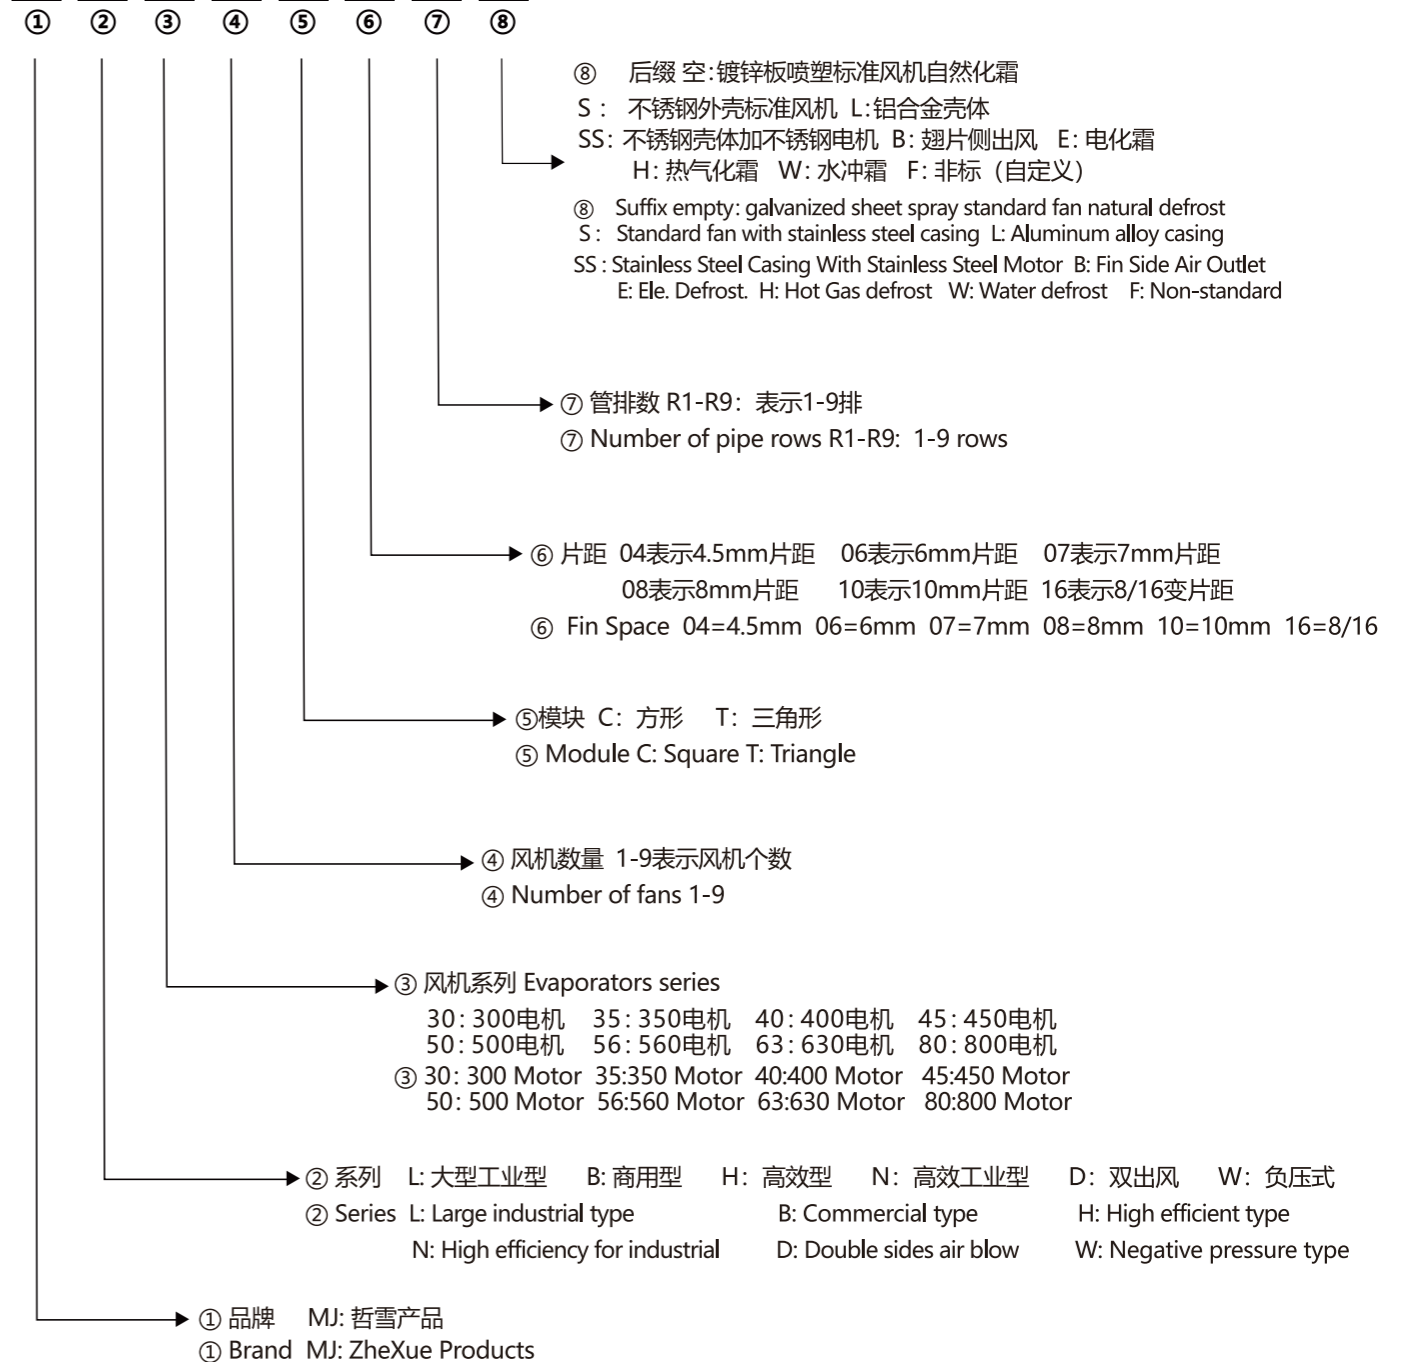 ① ② ③ ④ ⑤ ⑥ ⑦ ⑧
⑧ 后缀 空:镀锌板喷塑标准风机自然化霜
S： 不锈钢外壳标准风机 L:铝合金壳体
SS: 不锈钢壳体加不锈钢电机 B: 翅片侧出风 E: 电化霜
H: 热气化霜 W: 水冲霜 F: 非标（自定义）
⑧ Suffix empty: galvanized sheet spray standard fan natural defrost
S： Standard fan with stainless steel casing L: Aluminum alloy casing
SS : Stainless Steel Casing With Stainless Steel Motor B: Fin Side Air Outlet
E: Ele. Defrost. H: Hot Gas defrost W: Water defrost F: Non-standard
⑦ 管排数 R1-R9: 表示1-9排
⑦ Number of pipe rows R1-R9: 1-9 rows
⑥ 片距 04表示4.5mm片距 06表示6mm片距 07表示7mm片距
08表示8mm片距 10表示10mm片距 16表示8/16变片距
⑥ Fin Space 04=4.5mm 06=6mm 07=7mm 08=8mm 10=10mm 16=8/16
⑤模块 C: 方形 T: 三角形
⑤ Module C: Square T: Triangle
④ 风机数量 1-9表示风机个数
④ Number of fans 1-9
③ 风机系列 Evaporators series
30: 300电机 35: 350电机 40: 400电机 45: 450电机
50: 500电机 56: 560电机 63: 630电机 80: 800电机
③ 30: 300 Motor 35:350 Motor 40:400 Motor 45:450 Motor
50: 500 Motor 56:560 Motor 63:630 Motor 80:800 Motor
② 系列 L: 大型工业型 B: 商用型 H: 高效型 N: 高效工业型 D: 双出风 W: 负压式
② Series L: Large industrial type B: Commercial type H: High efficient type
N: High efficiency for industrial D: Double sides air blow W: Negative pressure type
① 品牌 MJ: 哲雪产品
① Brand MJ: ZheXue Products